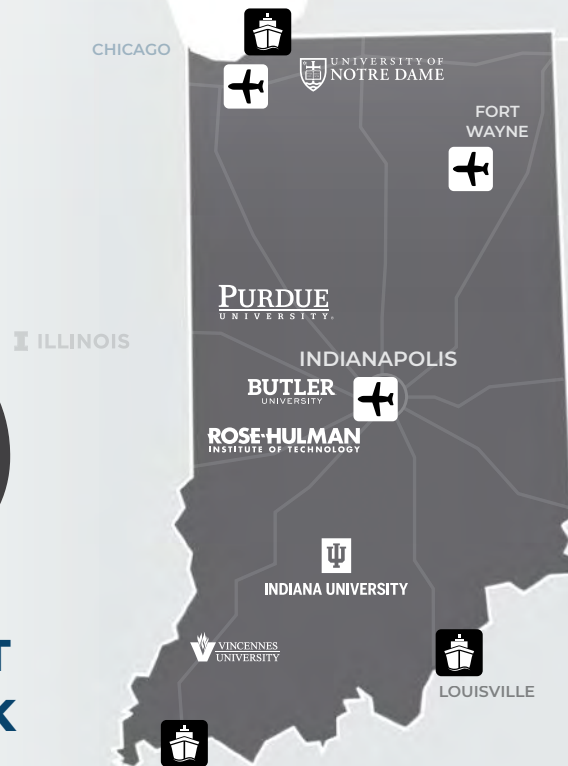 CHICAGO
UNIVERSITY OF
NOTRE DAME
FORT
WAYNE
PURDUE
UNIVERSITY®
ILLINOIS
INDIANAPOLIS
BUTLER
UNIVERSITY
ROSE-HULMAN
INSTITUTE OF TECHNOLOGY
INDIANA UNIVERSITY
VINCENNES
UNIVERSITY
T
K
LOUISVILLE